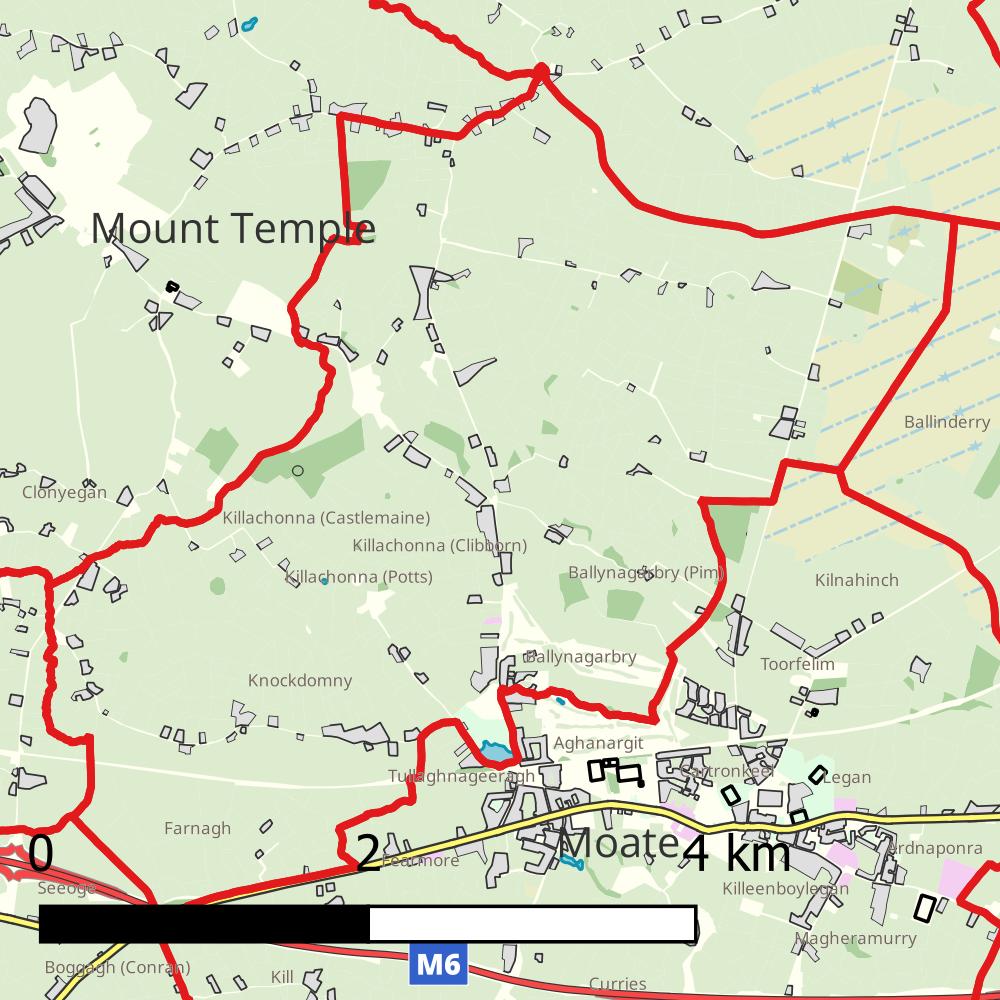 Mount Temple
Ballinderry
Clonyegan
Killachonna (Castlemaine)
Killachonna (Clibborn)
Killachonna (Potts)
Ballynagarbry (Pim)
Kilnahinch
Ballynagarbry
Toorfelim
Knockdomny
Aghanargit
Tullaghnageeragh
Cartronkeel
Legan
Farnagh
Moate
0
2
4 km
Fearmore
Ardnaponra
Seeoge
Killeenboylegan
Magheramurry
Boggagh (Conran)
M6
Kill
Curries